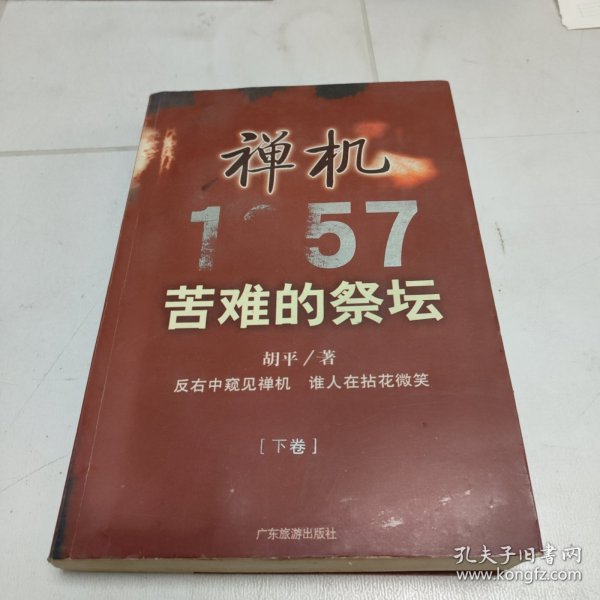 禅机
1957
苦难的祭坛
胡平/著
反右中窥见禅机 谁人在拈花微笑
[下卷]
广东旅游出版社
孔夫子旧书网
www.kongfz.com